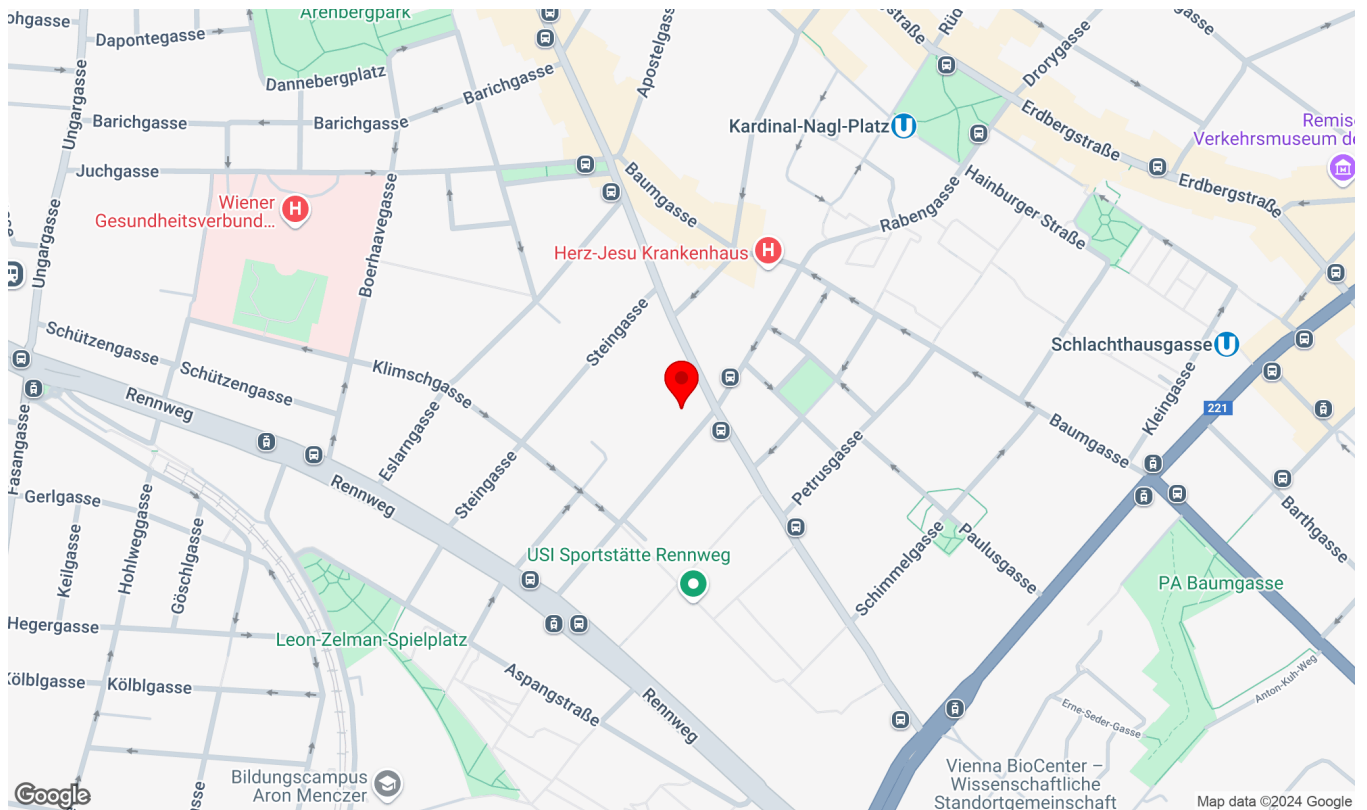 Arenbergpark
ohgasse
Dapontegasse
Dannebergplatz
Ungargasse
Barichgasse
Barichgasse
Barichgasse
Apostelgasse
Juchgasse
Wiener
Gesundheitsverbund...
H
Boerhaavegasse
Baumgasse
Herz-Jesu Krankenhaus
H
Kardinal-Nagl-Platz
U
Drorygasse
Erdbergstraße
Erdbergstraße
Verkehrsmuseum
Hainburger Straße
Rabengasse
Ungargasse
Schützengasse
Schützengasse
Klimschgasse
Steingasse
Steingasse
Eslarngasse
Rennweg
Rennweg
Rennweg
Fasangasse
Gerlgasse
Keilgasse
Hohlweggasse
Göschlgasse
Hegergasse
Kölblgasse
Kölblgasse
Schlachthausgasse
U
Kleingasse
221
Baumgasse
Barthgasse
Petrusgasse
Schimmelgasse
Paulusgasse
USI Sportstätte Rennweg
PA Baumgasse
Leon-Zelman-Spielplatz
Aspangstraße
Anton-Kuh-Weg
Erne-Seder-Gasse
Bildungscampus
Aron Menczer
Vienna BioCenter –
Wissenschaftliche
Standortgemeinschaft
Google
Map data ©2024 Google